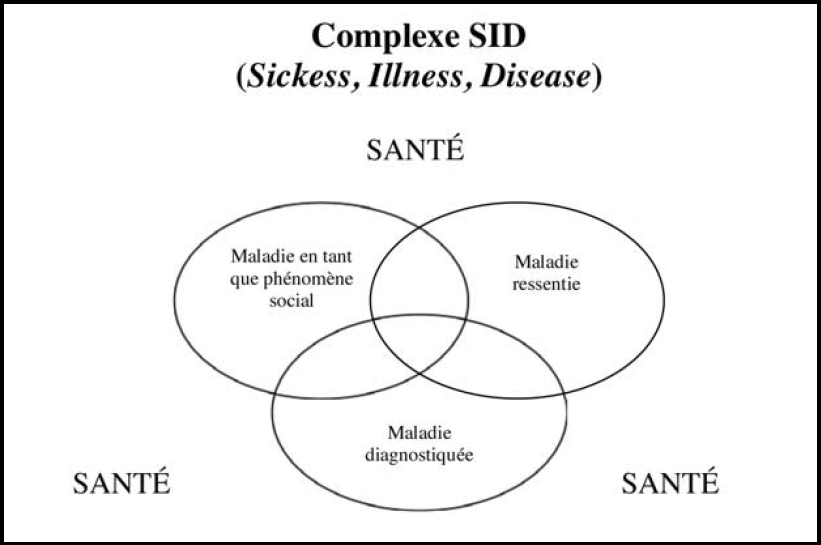 Complexe SID
(Sickess, Illness, Disease)
SANTÉ
Maladie en tant
que phénomène
social
Maladie
ressentie
Maladie
diagnostiquée
SANTÉ
SANTÉ